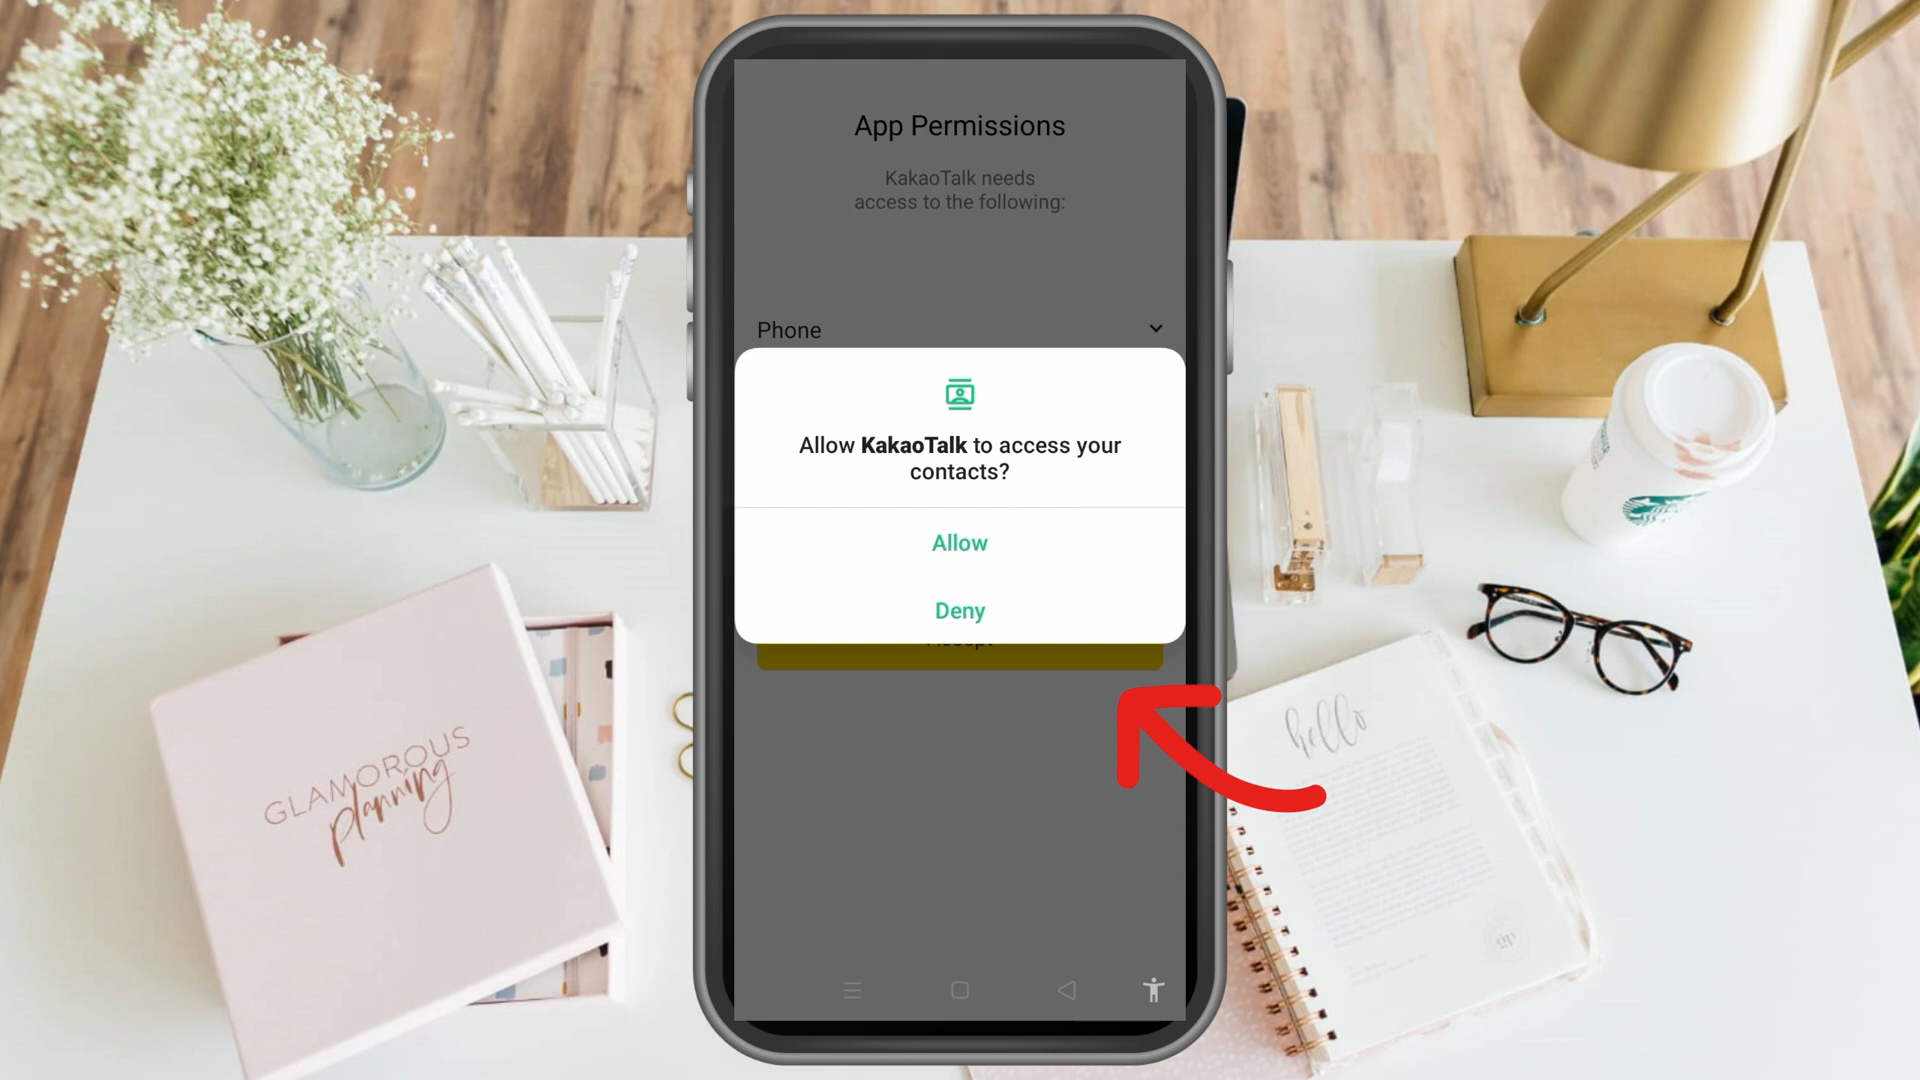 App Permissions
KakaoTalk needs
access to the following:
Phone
Allow KakaoTalk to access your
contacts?
Allow
Deny
GLAMOROUS
planning
hello
gp